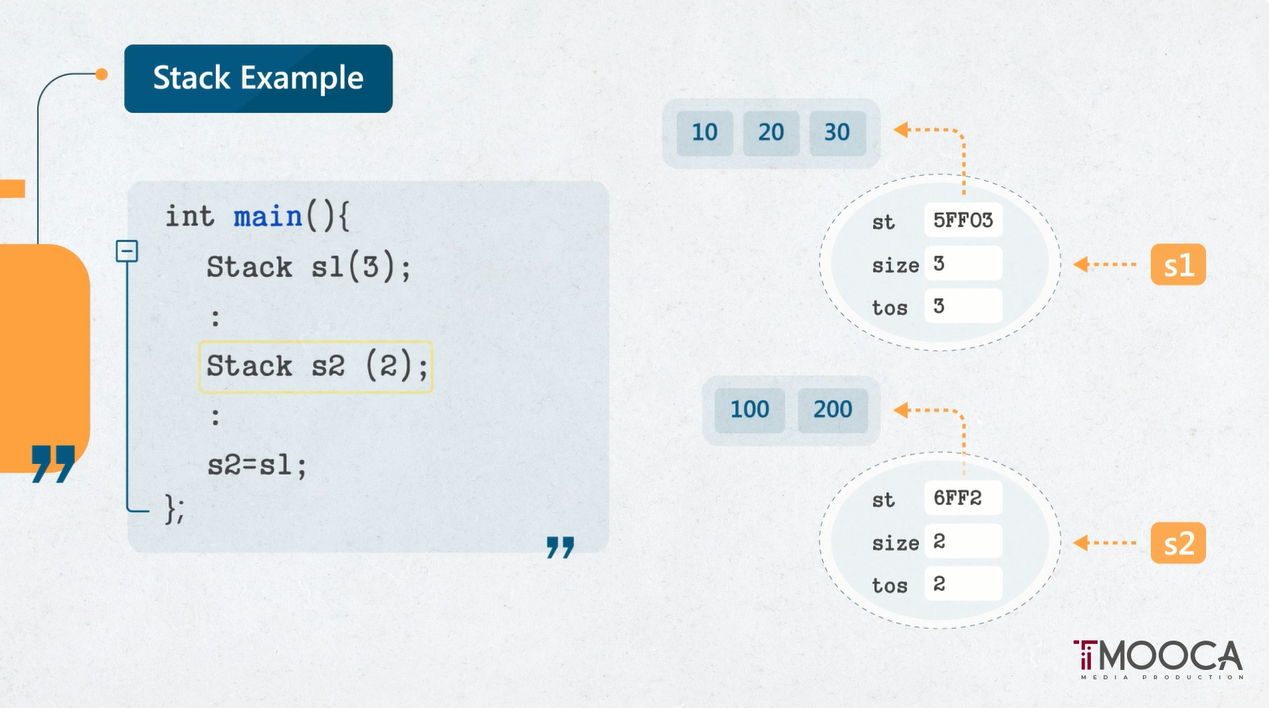 Stack Example
int main(){
Stack s1(3);
:
Stack s2 (2);
:
s2=s1;
};
”
”
10 20 30
st 5FF03
size 3
tos 3
s1
100 200
st 6FF2
size 2
tos 2
s2
TiMOOCA
MEDIA PRODUCTION